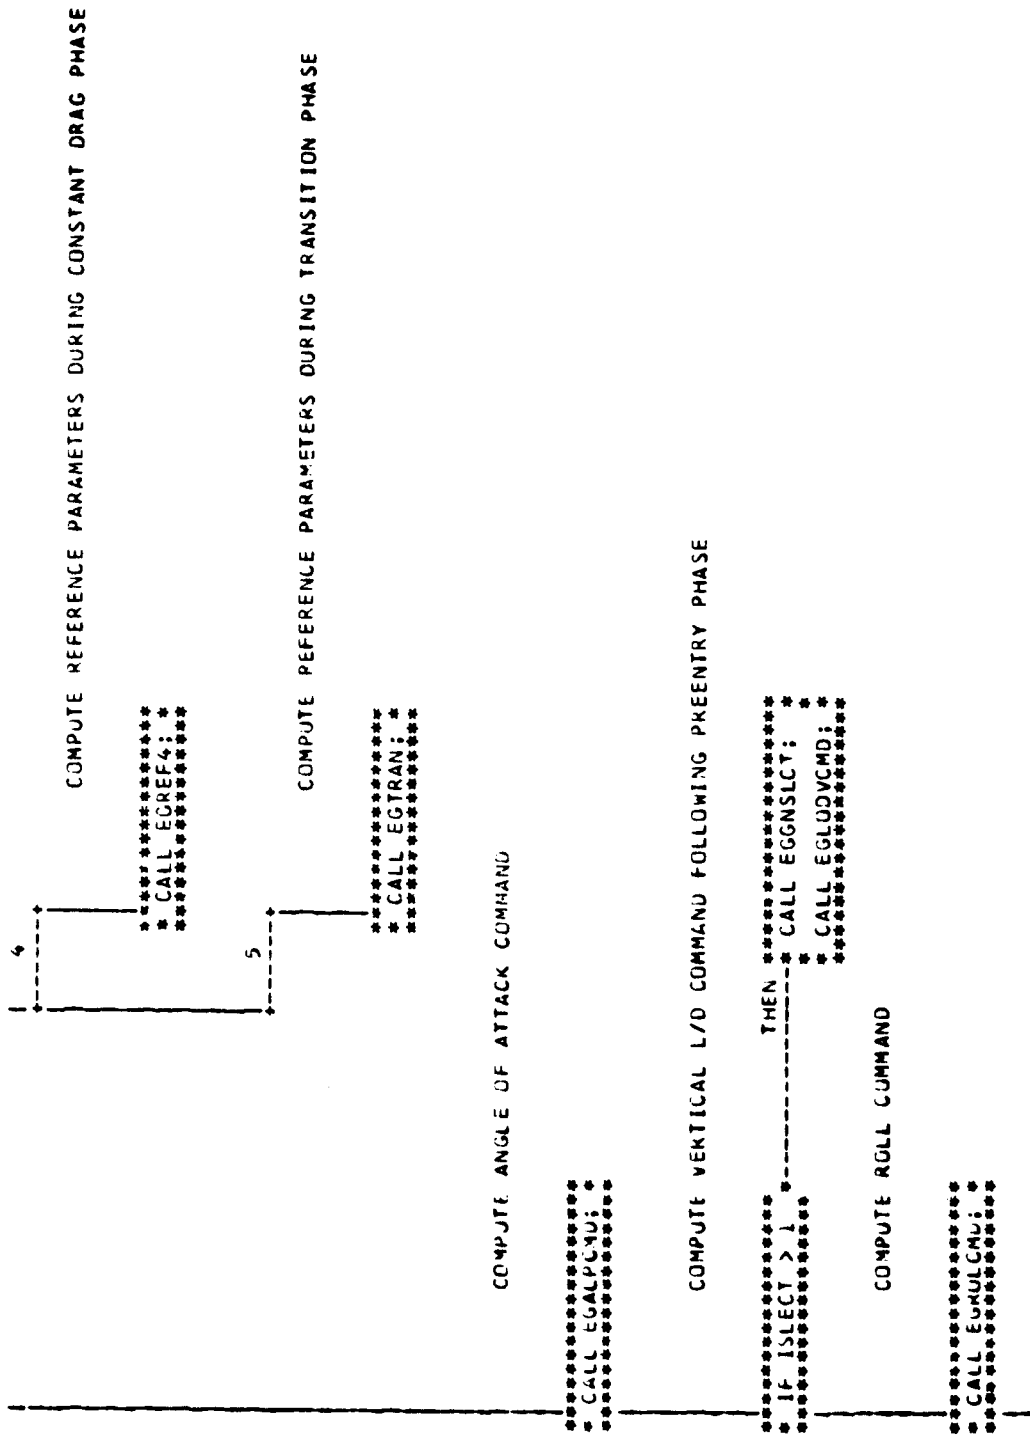 4
COMPUTE REFERENCE PARAMETERS DURING CONSTANT DRAG PHASE
* CALL EGREF4; *
5
COMPUTE REFERENCE PARAMETERS DURING TRANSITION PHASE
* CALL EGTRAN; *
COMPUTE ANGLE OF ATTACK COMMAND
* CALL EGALPCMD; *
COMPUTE VERTICAL L/D COMMAND FOLLOWING PREENTRY PHASE
THEN
* IF ISLECT > 1 *
* CALL EGGNSLCT; *
* CALL EGLODVCMD; *
COMPUTE ROLL COMMAND
* CALL EGROLCMD; *